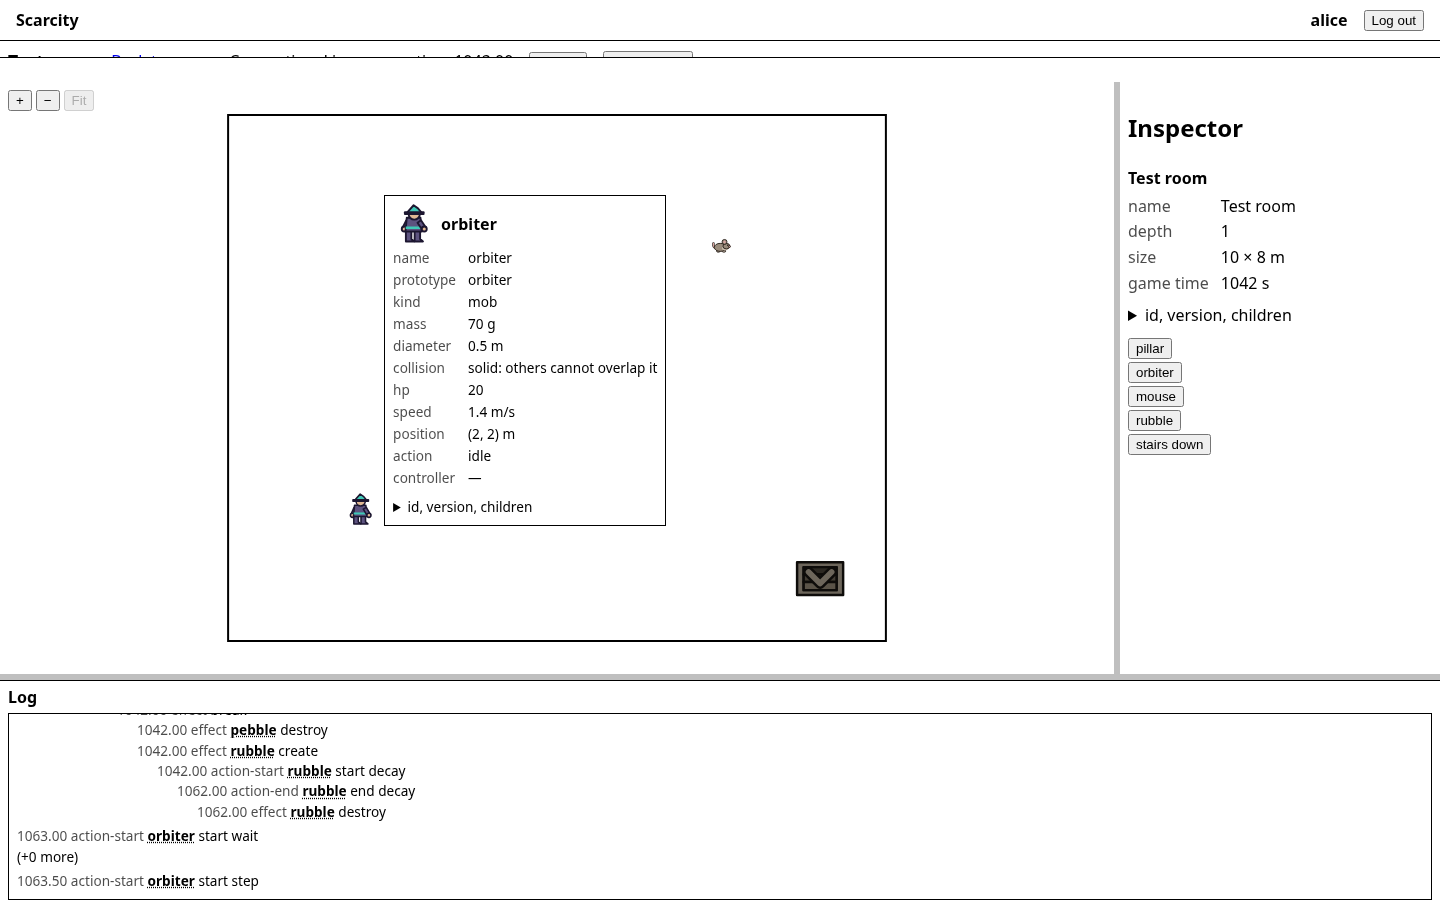 Scarcity
alice
Log out
+
−
Fit
orbiter
name orbiter
prototype orbiter
kind mob
mass 70 g
diameter 0.5 m
collision solid: others cannot overlap it
hp 20
speed 1.4 m/s
position (2, 2) m
action idle
controller —
▶ id, version, children
Inspector
Test room
name Test room
depth 1
size 10 × 8 m
game time 1042 s
▶ id, version, children
pillar
orbiter
mouse
rubble
stairs down
Log
1042.00 effect pebble destroy
1042.00 effect rubble create
1042.00 action-start rubble start decay
1062.00 action-end rubble end decay
1062.00 effect rubble destroy
1063.00 action-start orbiter start wait
(+0 more)
1063.50 action-start orbiter start step